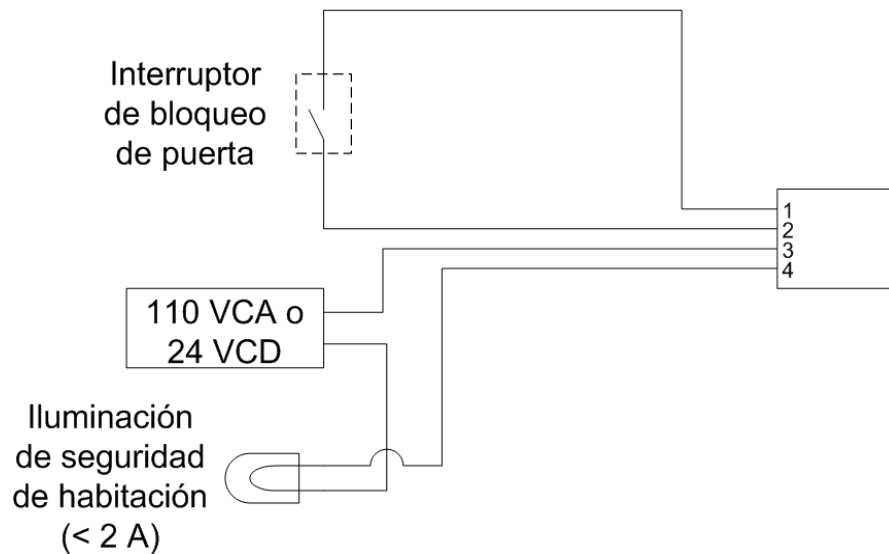 Interruptor
de bloqueo
de puerta
1
2
3
4
110 VCA o
24 VCD
Iluminación
de seguridad
de habitación
(< 2 A)